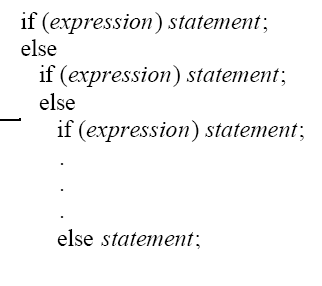 if (expression) statement;
else
if (expression) statement;
else
if (expression) statement;
.
.
.
else statement;